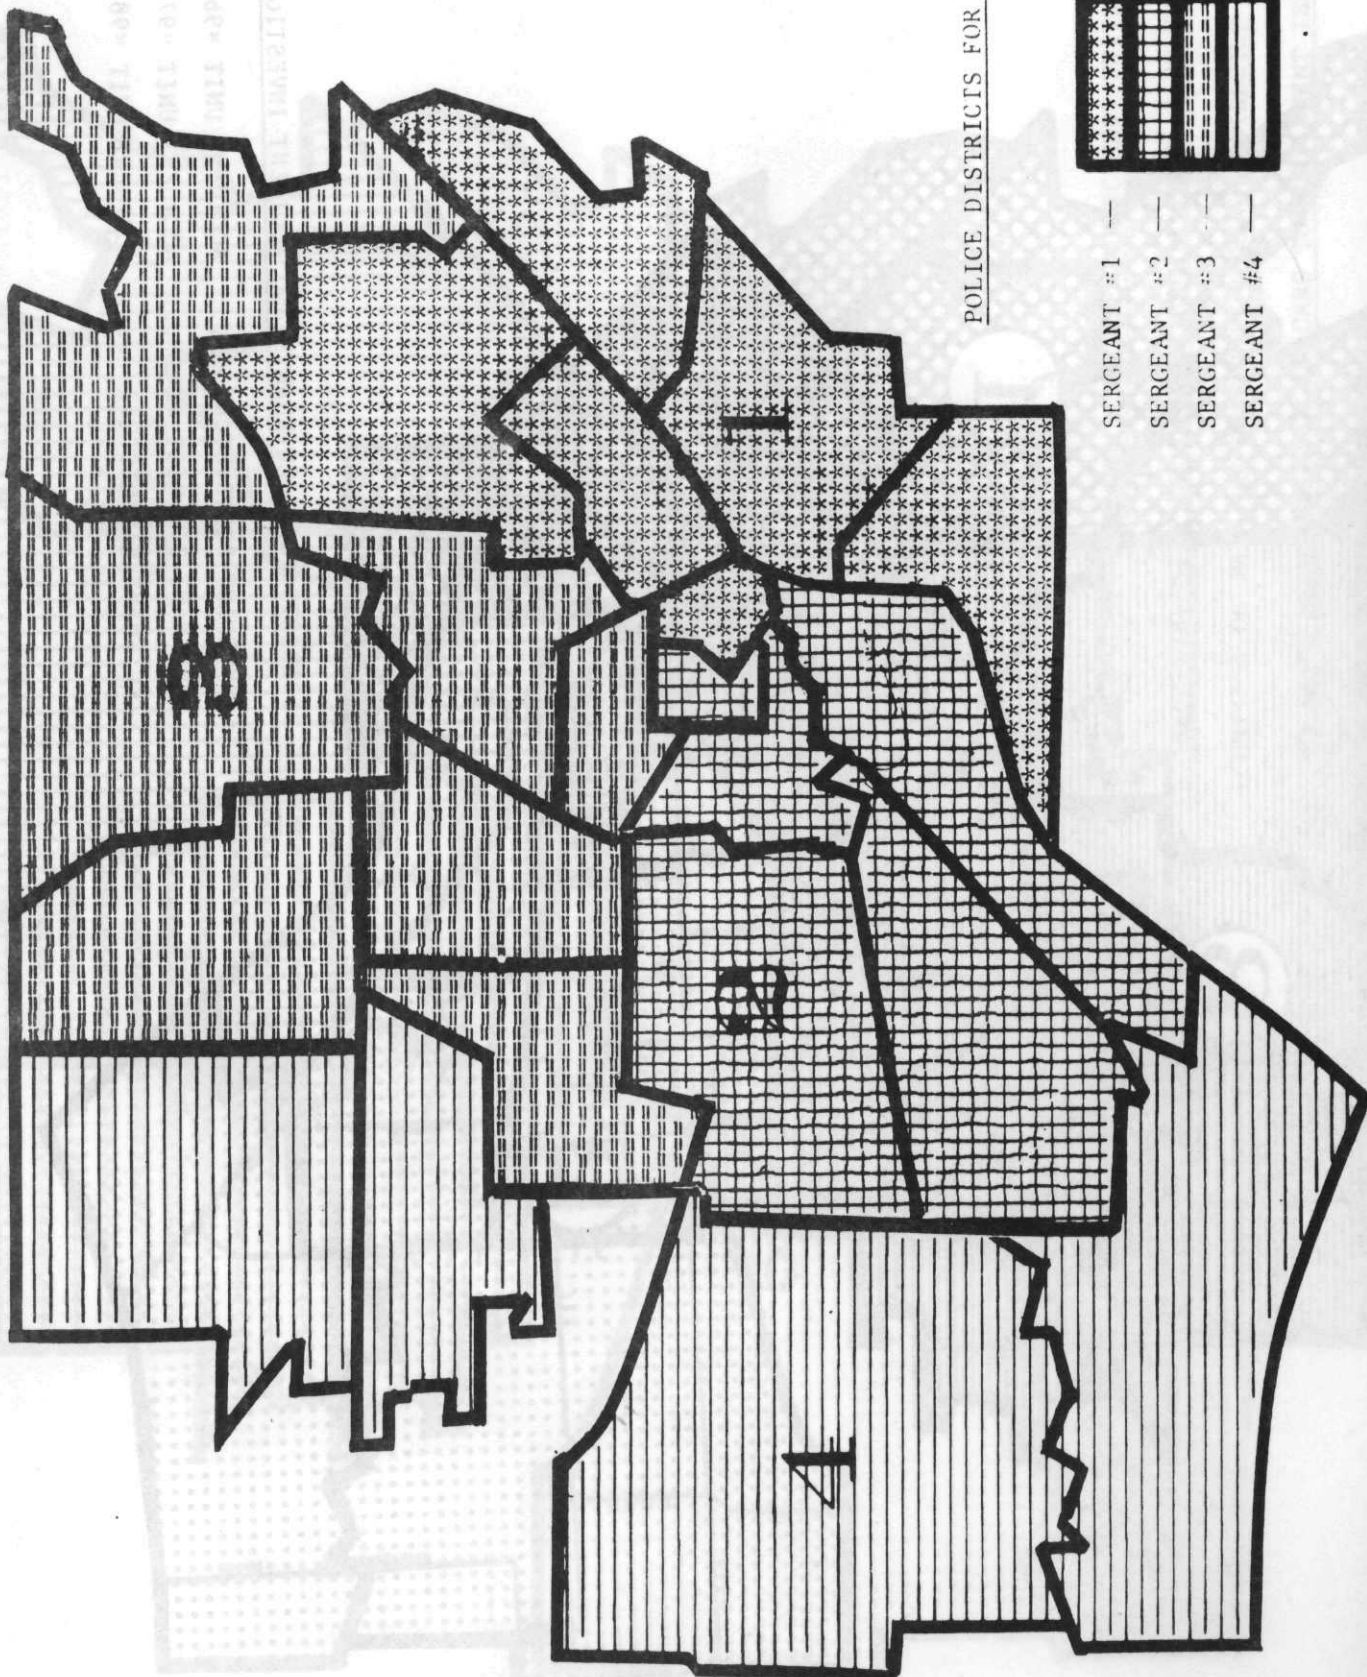 POLICE DISTRICTS FOR
SERGEANT #1 —
SERGEANT #2 —
SERGEANT #3 —
SERGEANT #4 —
3
1
2
4